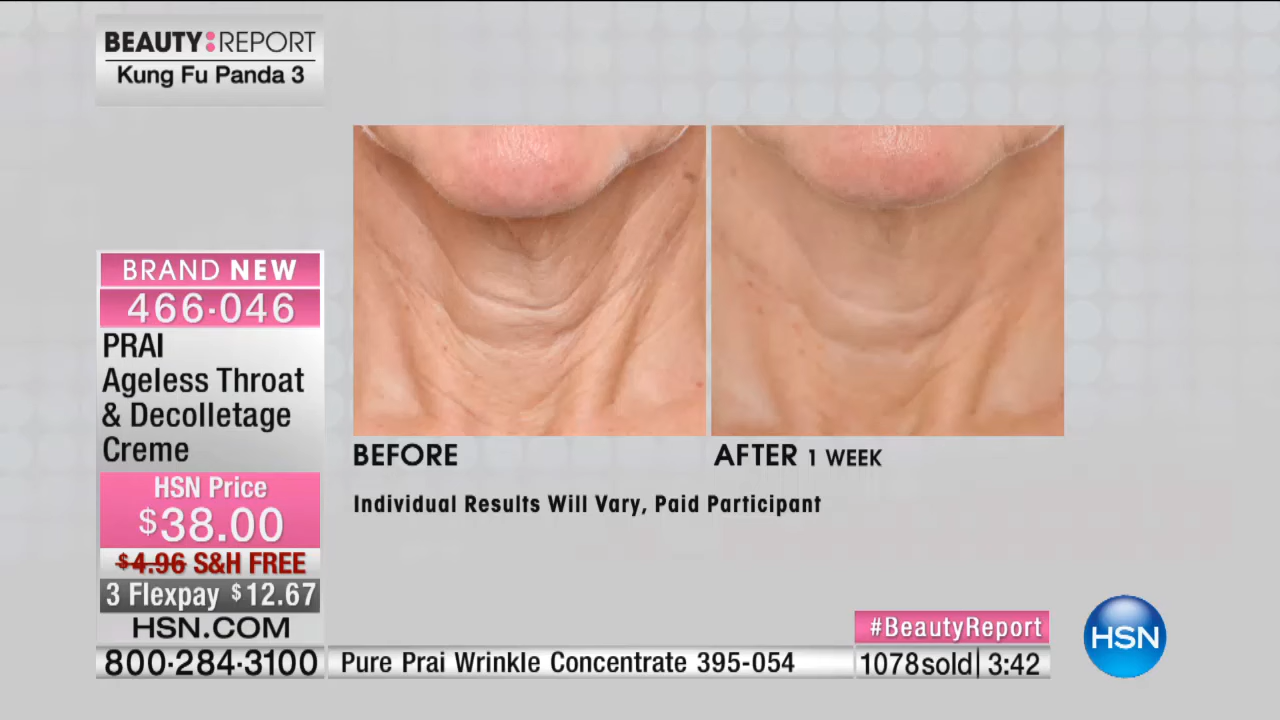 BEAUTY:REPORT
Kung Fu Panda 3
BRAND NEW
466-046
PRAI
Ageless Throat
& Decolletage
Creme
HSN Price
$38.00
$4.96 S&H FREE
3 Flexpay $12.67
HSN.COM
800-284-3100
BEFORE
AFTER 1 WEEK
Individual Results Will Vary, Paid Participant
#BeautyReport
HSN
Pure Prai Wrinkle Concentrate 395-054
1078sold| 3:42